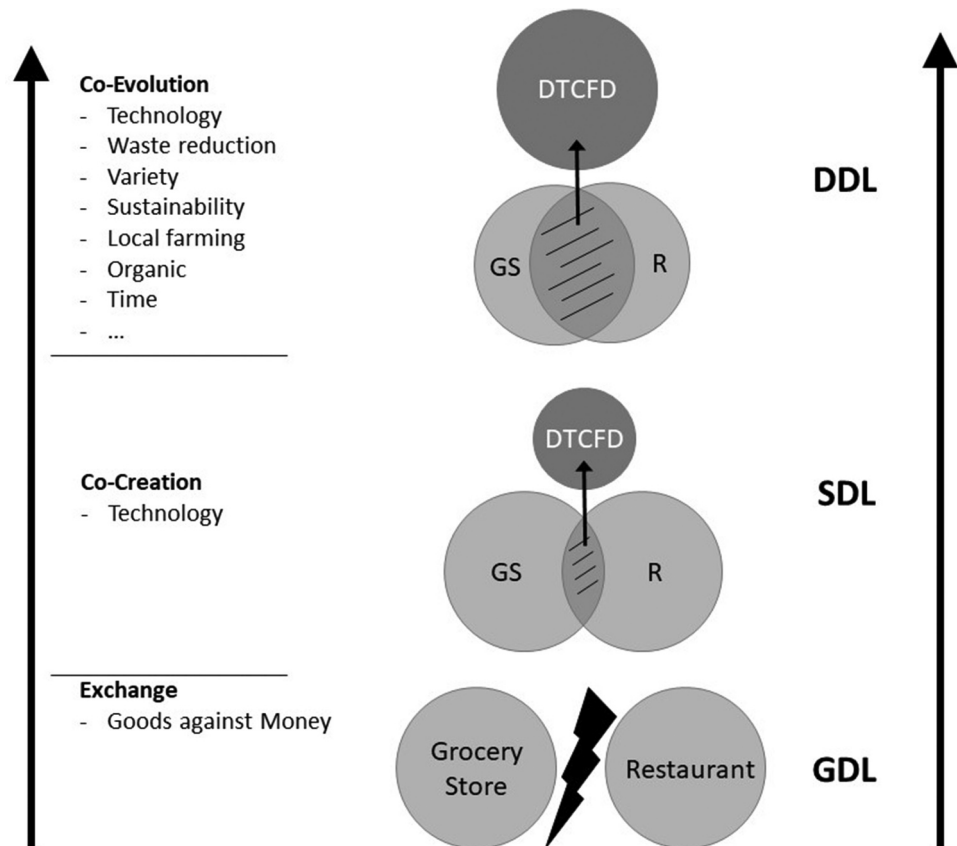 Co-Evolution
- Technology
- Waste reduction
- Variety
- Sustainability
- Local farming
- Organic
- Time
- ...
DTCFD
GS
R
DDL
Co-Creation
- Technology
DTCFD
GS
R
SDL
Exchange
- Goods against Money
Grocery
Store
Restaurant
GDL